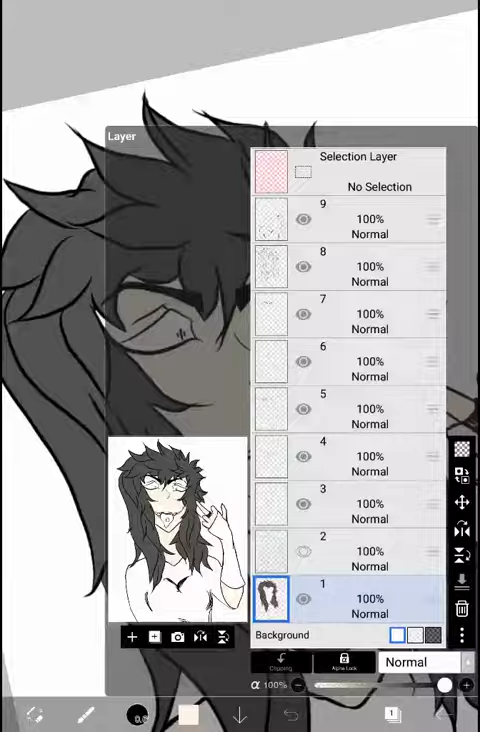 Layer
Selection Layer
No Selection
9
100%
Normal
8
100%
Normal
7
100%
Normal
6
100%
Normal
5
100%
Normal
4
100%
Normal
3
100%
Normal
2
100%
Normal
1
100%
Normal
Background
Clipping
Alpha Lock
Normal
α 100%
1